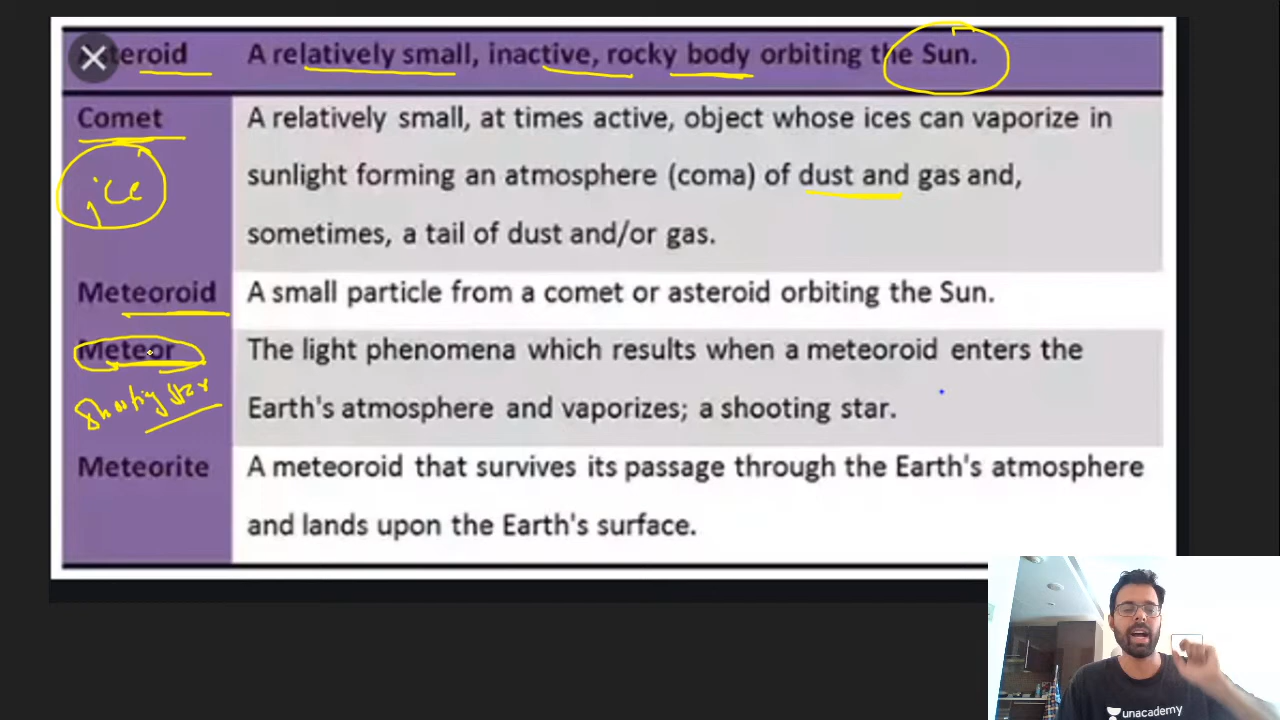 teroid A relatively small, inactive, rocky body orbiting the Sun.
Comet A relatively small, at times active, object whose ices can vaporize in
ice sunlight forming an atmosphere (coma) of dust and gas and,
sometimes, a tail of dust and/or gas.
Meteoroid A small particle from a comet or asteroid orbiting the Sun.
Meteor The light phenomena which results when a meteoroid enters the
Shooting star Earth's atmosphere and vaporizes; a shooting star.
Meteorite A meteoroid that survives its passage through the Earth's atmosphere
and lands upon the Earth's surface.
unacademy